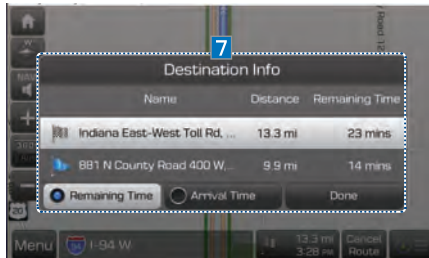 7
Destination Info
Name Distance Remaining Time
Indiana East-West Toll Rd, ... 13.3 mi 23 mins
881 N County Road 400 W, ... 9.9 mi 14 mins
Remaining Time Arrival Time Done
20
Menu 94 I-94 W 13.3 mi Cancel
3:28 PM Route